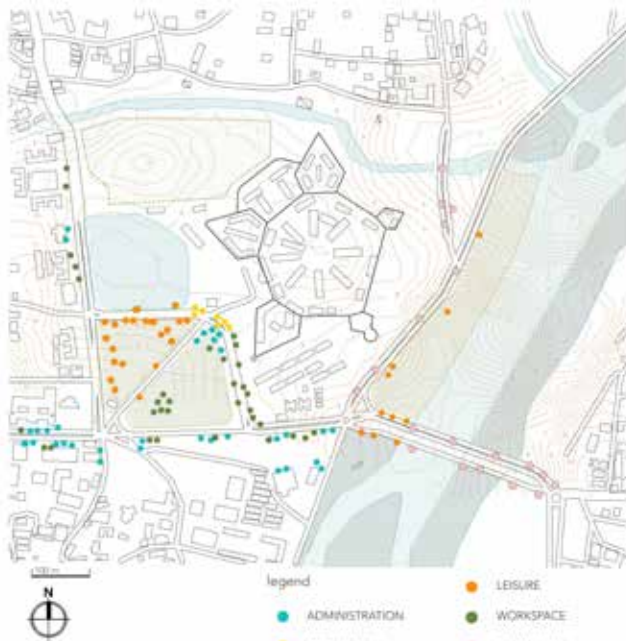 100 m
N
legend
LEISURE
ADMINISTRATION
WORKSPACE